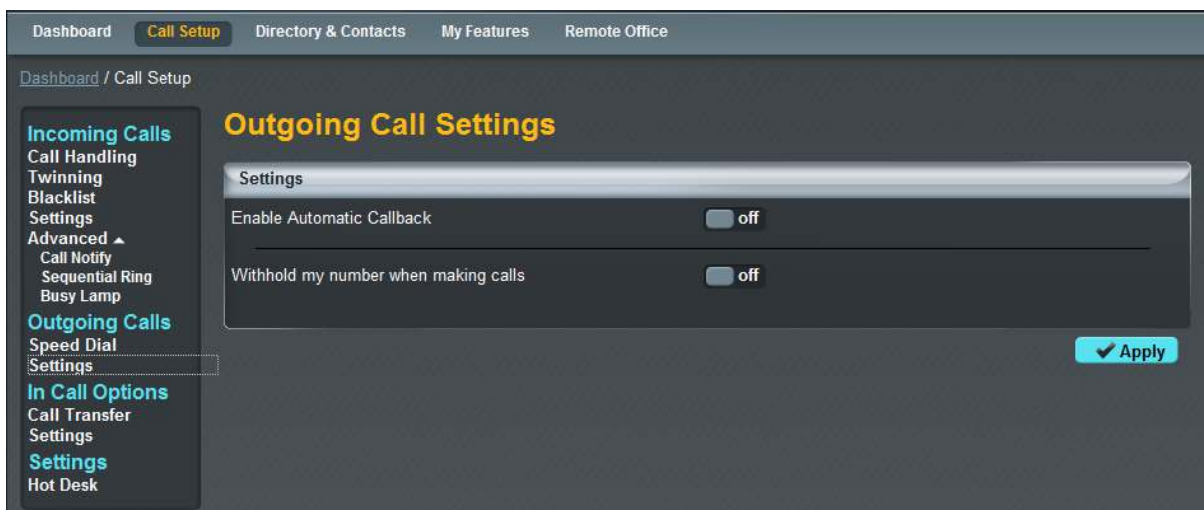 Dashboard Call Setup Directory & Contacts My Features Remote Office
Dashboard / Call Setup
Incoming Calls
Call Handling
Twinning
Blacklist
Settings
Advanced
Call Notify
Sequential Ring
Busy Lamp
Outgoing Calls
Speed Dial
Settings
In Call Options
Call Transfer
Settings
Settings
Hot Desk
Outgoing Call Settings
Settings
Enable Automatic Callback off
Withhold my number when making calls off
Apply